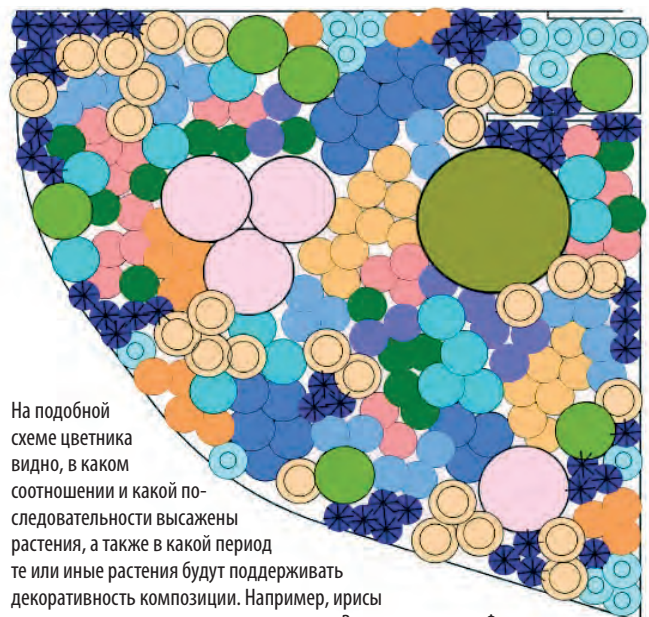 На подобной
схеме цветника
видно, в каком
соотношении и какой по-
следовательности высажены
растения, а также в какой период
те или иные растения будут поддерживать
декоративность композиции. Например, ирисы